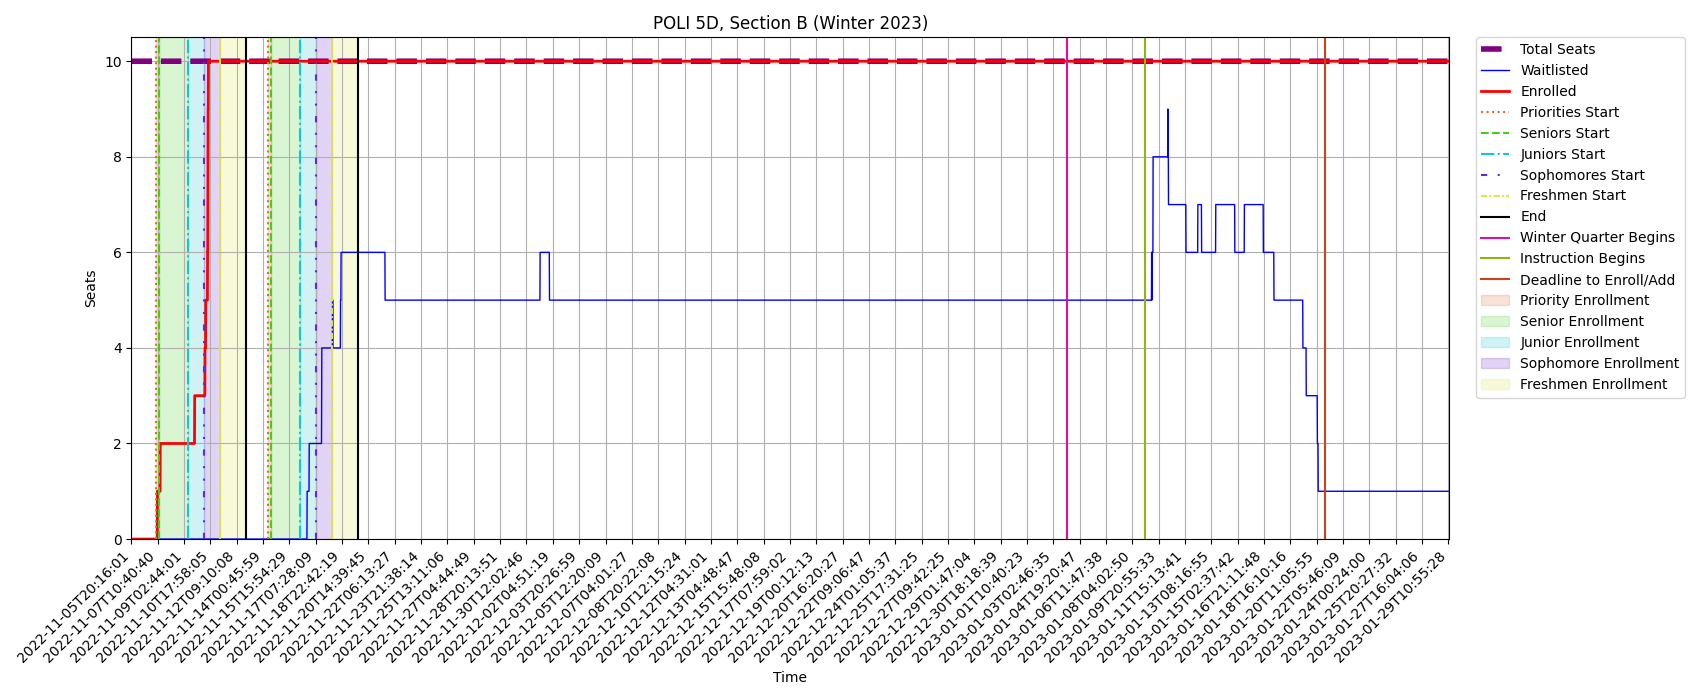 POLI 5D, Section B (Winter 2023)
10
8
6
4
2
0
Seats
Total Seats
Waitlisted
Enrolled
Priorities Start
Seniors Start
Juniors Start
Sophomores Start
Freshmen Start
End
Winter Quarter Begins
Instruction Begins
Deadline to Enroll/Add
Priority Enrollment
Senior Enrollment
Junior Enrollment
Sophomore Enrollment
Freshmen Enrollment
2022-11-05T20:16:01
2022-11-07T10:40:40
2022-11-09T02:44:01
2022-11-10T17:58:05
2022-11-12T09:10:08
2022-11-14T00:45:59
2022-11-15T15:54:29
2022-11-17T07:28:09
2022-11-18T22:42:19
2022-11-20T14:39:45
2022-11-22T06:13:27
2022-11-23T21:38:14
2022-11-25T13:11:06
2022-11-27T04:44:49
2022-11-28T20:13:51
2022-11-30T12:02:46
2022-12-02T04:51:19
2022-12-03T20:26:59
2022-12-05T12:20:09
2022-12-07T04:01:27
2022-12-08T20:22:08
2022-12-10T12:15:24
2022-12-12T04:31:01
2022-12-13T04:48:47
2022-12-15T15:48:08
2022-12-17T07:59:02
2022-12-19T00:12:13
2022-12-20T16:20:27
2022-12-22T09:06:47
2022-12-24T01:05:37
2022-12-25T17:31:25
2022-12-27T09:42:25
2022-12-29T01:47:04
2022-12-30T18:18:39
2023-01-01T10:40:23
2023-01-03T02:46:35
2023-01-04T19:20:47
2023-01-06T11:47:38
2023-01-08T04:02:50
2023-01-09T20:55:33
2023-01-11T15:13:41
2023-01-13T08:16:55
2023-01-15T02:37:42
2023-01-16T21:11:48
2023-01-18T16:10:16
2023-01-20T11:05:55
2023-01-22T05:46:09
2023-01-24T00:24:00
2023-01-25T20:27:32
2023-01-27T16:04:06
2023-01-29T10:55:28
Time